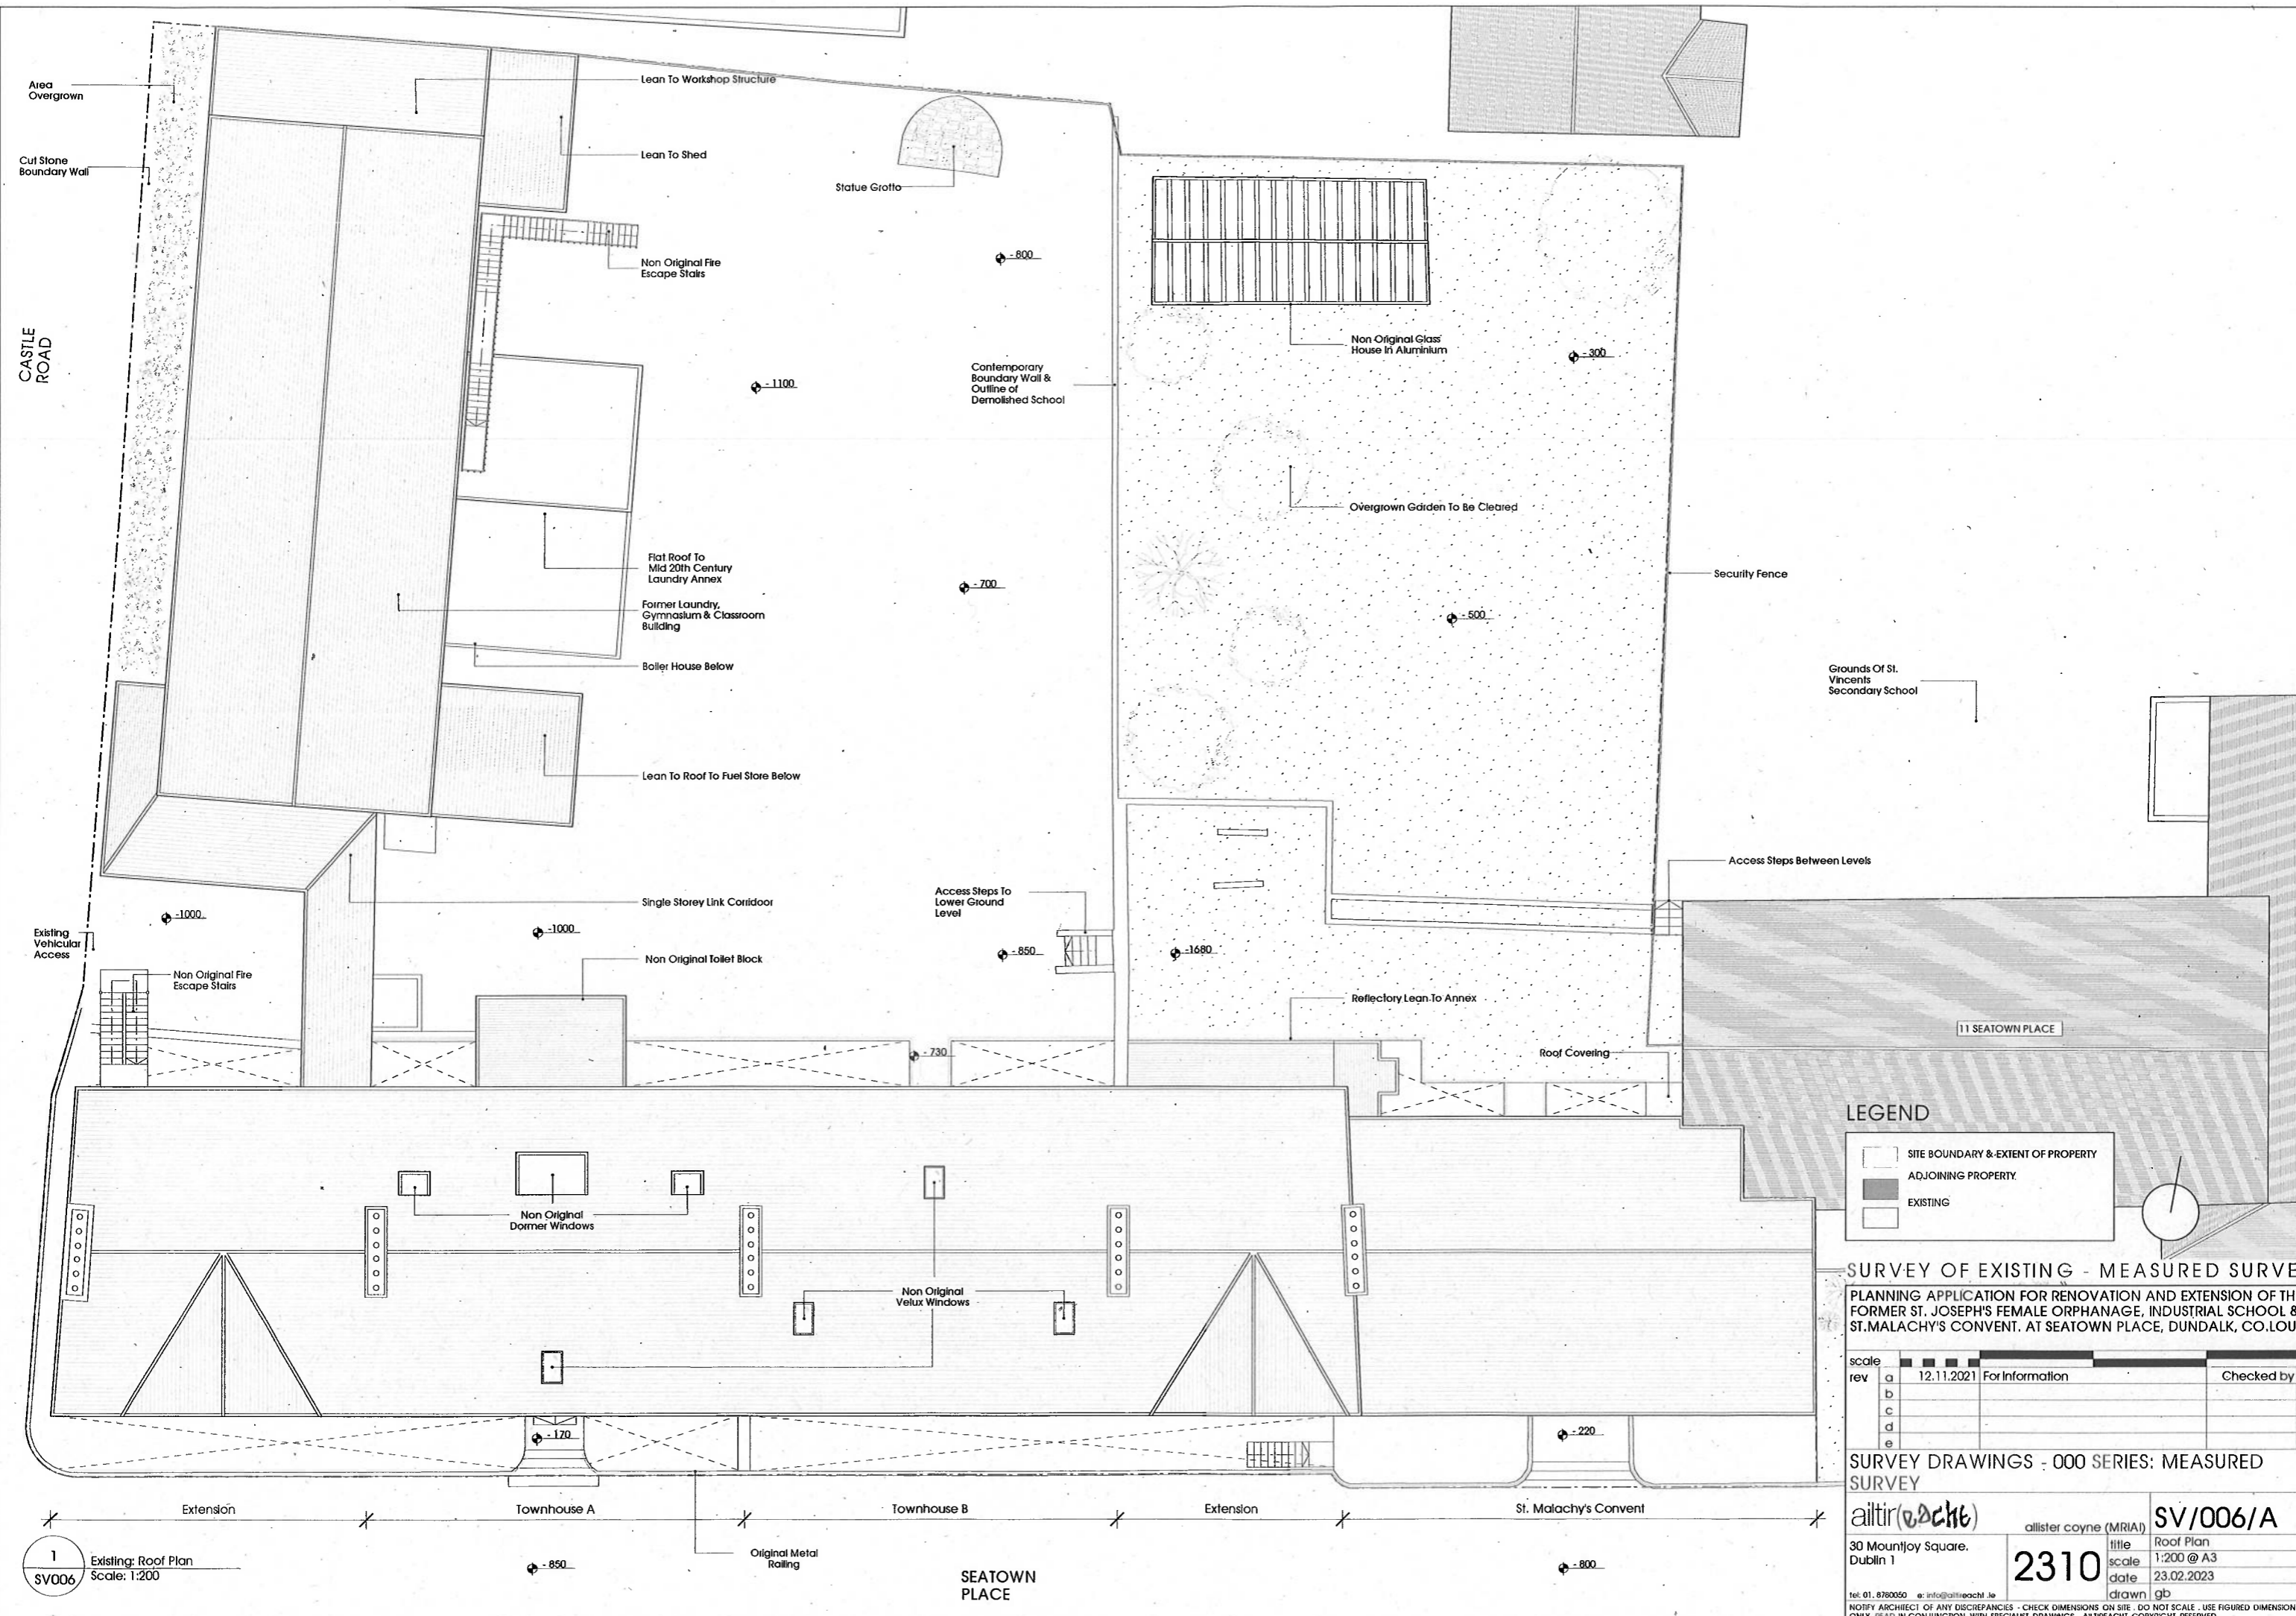 Area
Overgrown
Lean To Workshop Structure
Cut Stone
Boundary Wall
Lean To Shed
Statue Grotto
Non Original Fire
Escape Stairs
- 800
CASTLE
ROAD
Non Original Glass
House In Aluminium
- 300
- 1100
Contemporary
Boundary Wall &
Outline of
Demolished School
Overgrown Garden To Be Cleared
Flat Roof To
Mid 20th Century
Laundry Annex
Security Fence
- 700
Former Laundry,
Gymnasium & Classroom
Building
- 500
Boiler House Below
Grounds Of St.
Vincents
Secondary School
Lean To Roof To Fuel Store Below
Access Steps Between Levels
Single Storey Link Corridoor
Access Steps To
Lower Ground
Level
-1000
-1000
Existing
Vehicular
Access
- 850
-1680
Non Original Toilet Block
Non Original Fire
Escape Stairs
Reflectory Lean To Annex
11 SEATOWN PLACE
- 730
Roof Covering
LEGEND
SITE BOUNDARY & EXTENT OF PROPERTY
ADJOINING PROPERTY
EXISTING
Non Original
Dormer Windows
Non Original
Velux Windows
SURVEY OF EXISTING - MEASURED SURVE
PLANNING APPLICATION FOR RENOVATION AND EXTENSION OF TH
FORMER ST. JOSEPH'S FEMALE ORPHANAGE, INDUSTRIAL SCHOOL &
ST.MALACHY'S CONVENT. AT SEATOWN PLACE, DUNDALK, CO.LOU
scale
rev a 12.11.2021 For Information Checked by
b
c
d
e
- 170
- 220
SURVEY DRAWINGS - 000 SERIES: MEASURED
SURVEY
Extension
Townhouse A
Townhouse B
Extension
St. Malachy's Convent
ailtir(eacht)
allister coyne (MRIAI)
SV/006/A
30 Mountjoy Square.
Dublin 1
2310
title Roof Plan
scale 1:200 @ A3
date 23.02.2023
drawn gb
tel: 01. 8780050 e: info@ailtireacht .ie
1
SV006
Existing: Roof Plan
Scale: 1:200
- 850
Original Metal
Railing
SEATOWN
PLACE
- 800
NOTIFY ARCHITECT OF ANY DISCREPANCIES - CHECK DIMENSIONS ON SITE . DO NOT SCALE . USE FIGURED DIMENSION